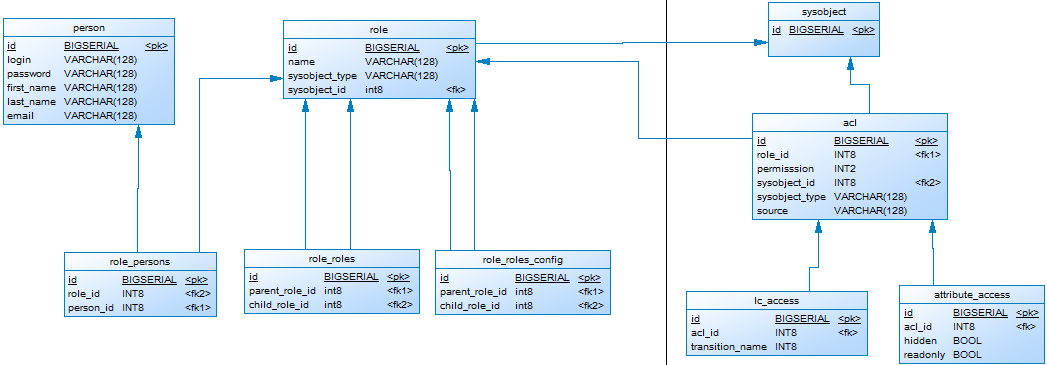 person
id BIGSERIAL <pk>
login VARCHAR(128)
password VARCHAR(128)
first_name VARCHAR(128)
last_name VARCHAR(128)
email VARCHAR(128)
role
id BIGSERIAL <pk>
name VARCHAR(128)
sysobject_type VARCHAR(128)
sysobject_id int8 <fk>
sysobject
id BIGSERIAL <pk>
acl
id BIGSERIAL <pk>
role_id INT8 <fk1>
permisssion INT2
sysobject_id INT8 <fk2>
sysobject_type VARCHAR(128)
source VARCHAR(128)
role_persons
id BIGSERIAL <pk>
role_id INT8 <fk2>
person_id INT8 <fk1>
role_roles
id BIGSERIAL <pk>
parent_role_id int8 <fk1>
child_role_id int8 <fk2>
role_roles_config
id BIGSERIAL <pk>
parent_role_id int8 <fk1>
child_role_id int8 <fk2>
lc_access
id BIGSERIAL <pk>
acl_id INT8 <fk>
transition_name INT8
attribute_access
id BIGSERIAL <pk>
acl_id INT8 <fk>
hidden BOOL
readonly BOOL